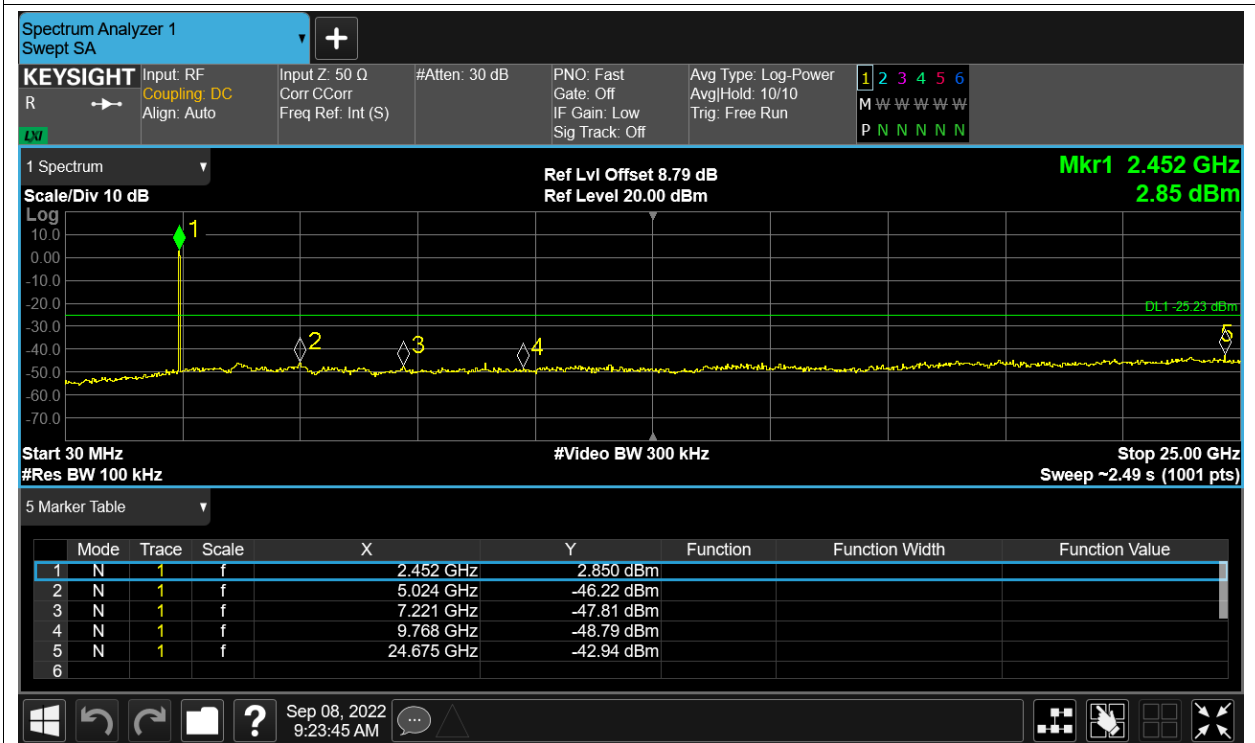 Spectrum Analyzer 1
Swept SA
+
KEYSIGHT
R
LXI
Input: RF
Coupling: DC
Align: Auto
Input Z: 50 Ω
Corr CCorr
Freq Ref: Int (S)
#Atten: 30 dB
PNO: Fast
Gate: Off
IF Gain: Low
Sig Track: Off
Avg Type: Log-Power
Avg|Hold: 10/10
Trig: Free Run
1 2 3 4 5 6
M W W W W W
P N N N N N
1 Spectrum
Scale/Div 10 dB
Ref Lvl Offset 8.79 dB
Ref Level 20.00 dBm
Mkr1 2.452 GHz
2.85 dBm
Log
10.0
0.00
-10.0
-20.0
-30.0
-40.0
-50.0
-60.0
-70.0
1
DL1 -25.23 dBm
2
3
4
5
Start 30 MHz
#Video BW 300 kHz
Stop 25.00 GHz
#Res BW 100 kHz
Sweep ~2.49 s (1001 pts)
5 Marker Table
Mode Trace Scale X Y Function Function Width Function Value
1 N 1 f 2.452 GHz 2.850 dBm
2 N 1 f 5.024 GHz -46.22 dBm
3 N 1 f 7.221 GHz -47.81 dBm
4 N 1 f 9.768 GHz -48.79 dBm
5 N 1 f 24.675 GHz -42.94 dBm
6
?
Sep 08, 2022
9:23:45 AM